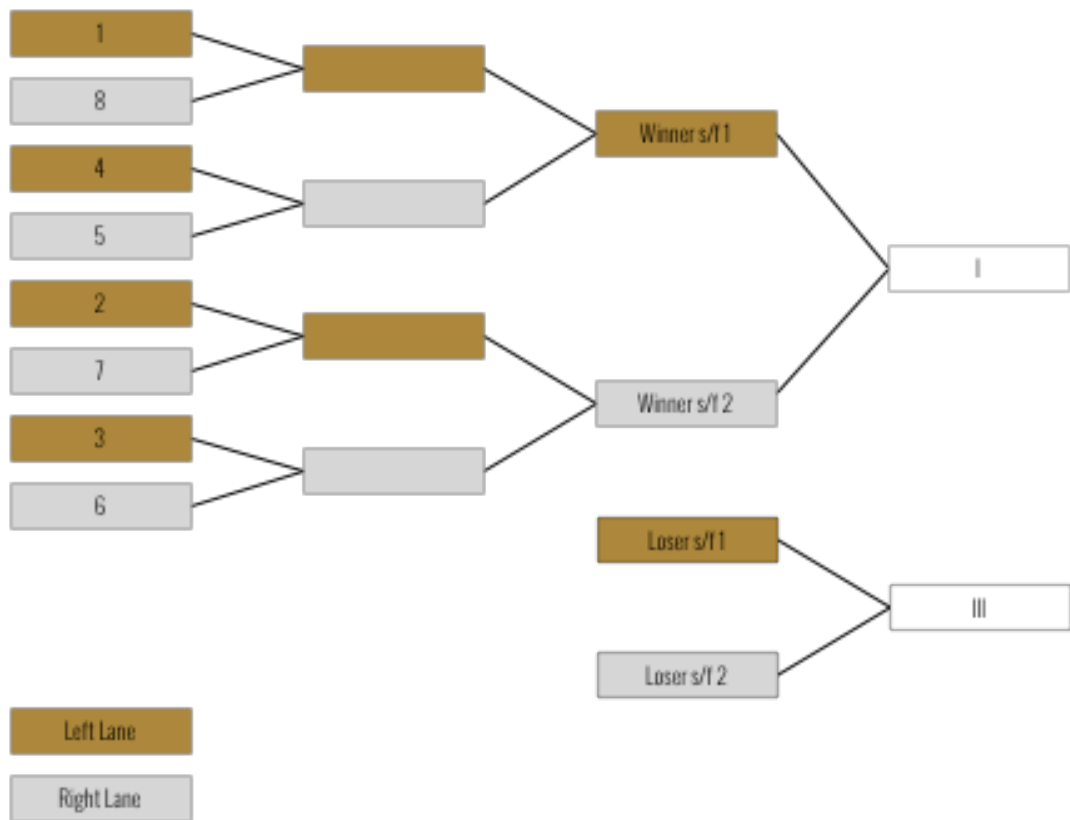 1
8
4
5
2
7
3
6
Winner s/f 1
Winner s/f 2
I
Loser s/f 1
Loser s/f 2
III
Left Lane
Right Lane